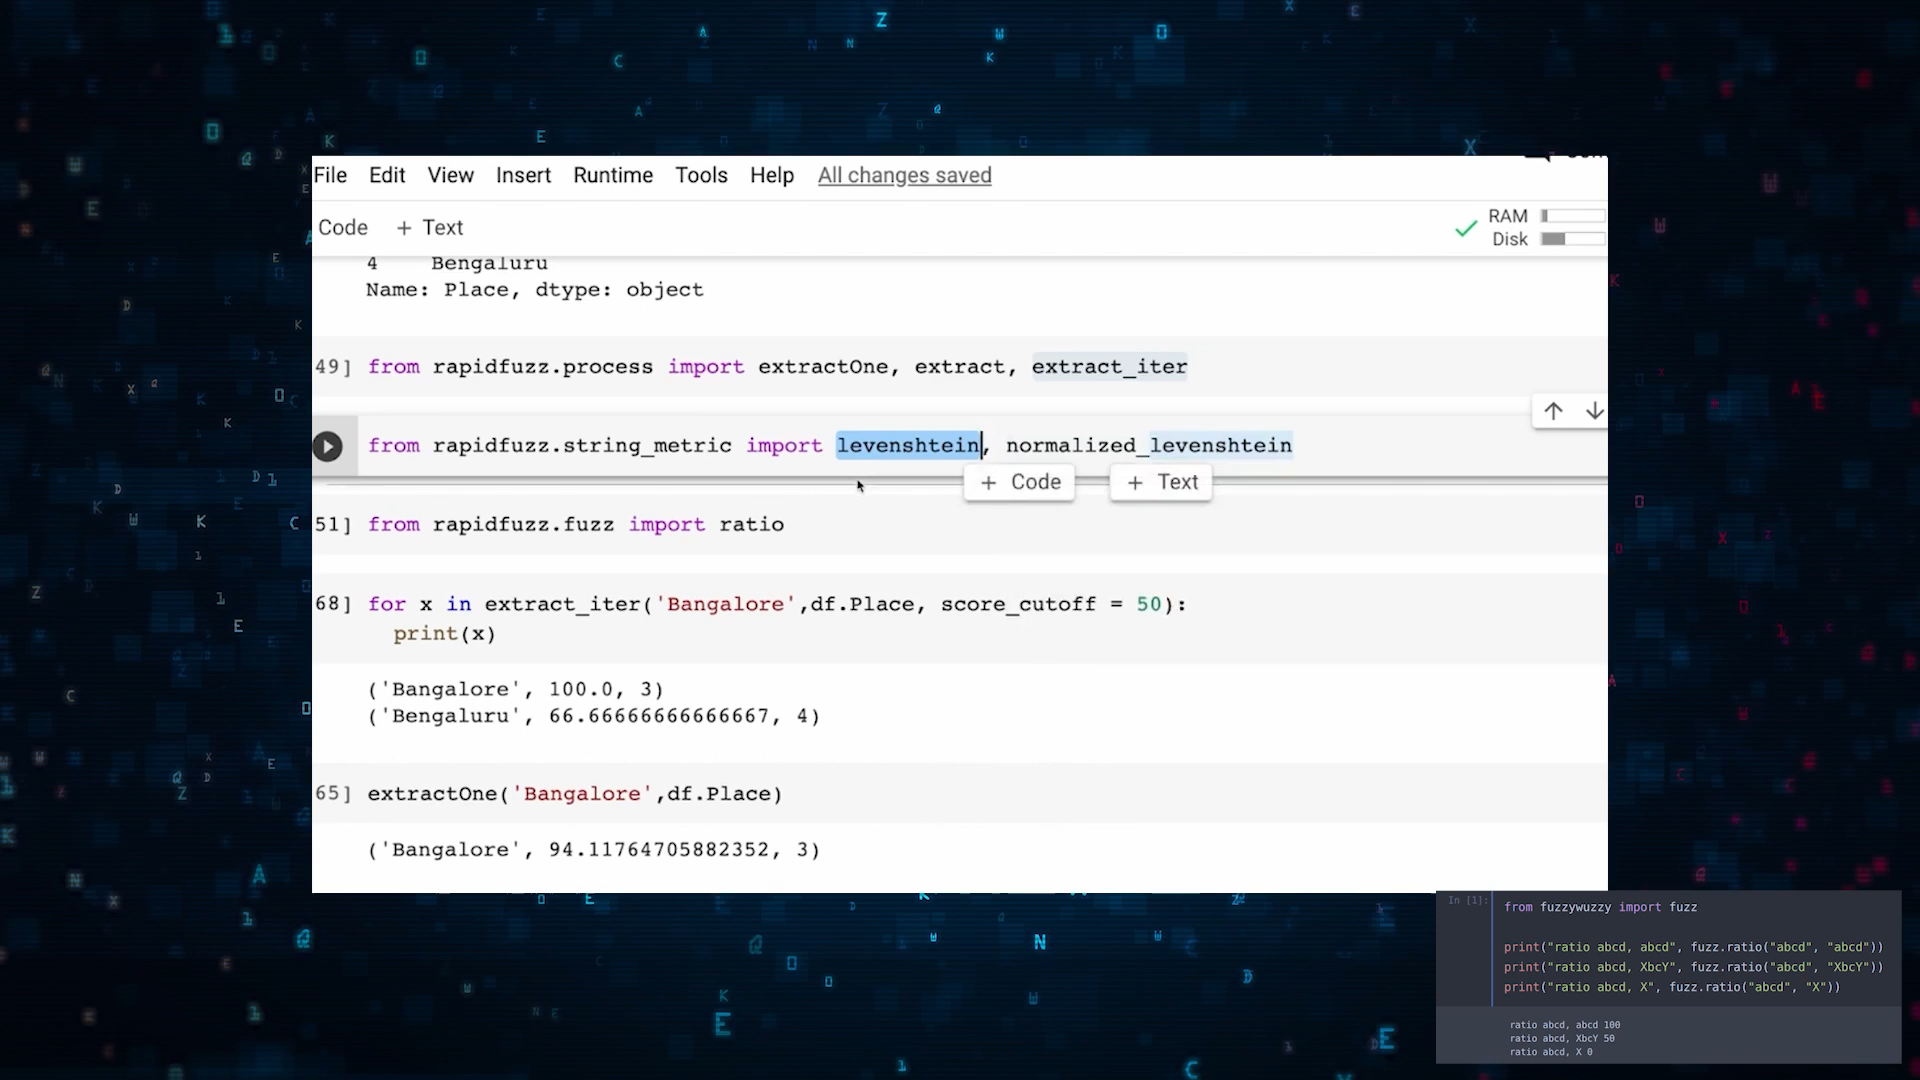 File Edit View Insert Runtime Tools Help All changes saved
Code + Text
RAM
Disk
4 Bengaluru
Name: Place, dtype: object
49] from rapidfuzz.process import extractOne, extract, extract_iter
from rapidfuzz.string_metric import levenshtein, normalized_levenshtein
+ Code + Text
51] from rapidfuzz.fuzz import ratio
68] for x in extract_iter('Bangalore',df.Place, score_cutoff = 50):
print(x)
('Bangalore', 100.0, 3)
('Bengaluru', 66.66666666666667, 4)
65] extractOne('Bangalore',df.Place)
('Bangalore', 94.11764705882352, 3)
In [1]:
from fuzzywuzzy import fuzz
print("ratio abcd, abcd", fuzz.ratio("abcd", "abcd"))
print("ratio abcd, XbcY", fuzz.ratio("abcd", "XbcY"))
print("ratio abcd, X", fuzz.ratio("abcd", "X"))
ratio abcd, abcd 100
ratio abcd, XbcY 50
ratio abcd, X 0